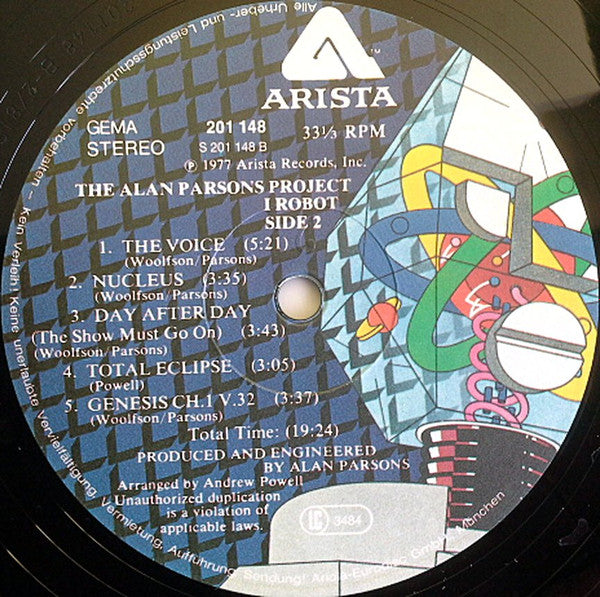 ARISTA
GEMA 201 148 33⅓ RPM
STEREO S 201 148 B
℗ 1977 Arista Records, Inc.
THE ALAN PARSONS PROJECT
I ROBOT
SIDE 2
1. THE VOICE (5:21)
(Woolfson/Parsons)
2. NUCLEUS (3:35)
(Woolfson/Parsons)
3. DAY AFTER DAY
(The Show Must Go On) (3:43)
(Woolfson/Parsons)
4. TOTAL ECLIPSE (3:05)
(Powell)
5. GENESIS CH.1 V.32 (3:37)
(Woolfson/Parsons)
Total Time: (19:24)
PRODUCED AND ENGINEERED
BY ALAN PARSONS
Arranged by Andrew Powell
Unauthorized duplication
is a violation of
applicable laws.
LC 3484
Alle Urheber- und Leistungsschutzrechte vorbehalten – Kein Verleih! Keine unerlaubte Vervielfältigung, Vermietung, Aufführung, Sendung! Ariola-Eurodisc GmbH, München